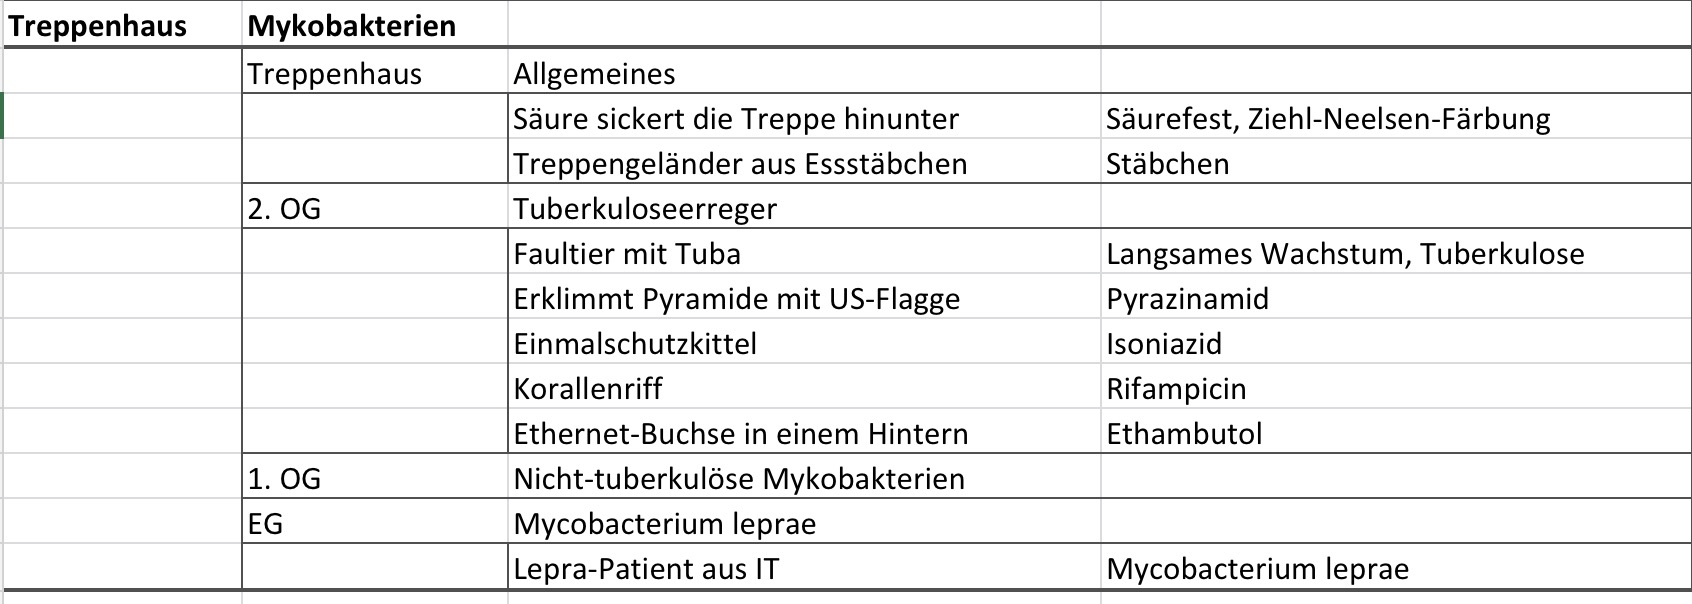 Treppenhaus Mykobakterien
Treppenhaus Allgemeines
Säure sickert die Treppe hinunter Säurefest, Ziehl-Neelsen-Färbung
Treppengeländer aus Essstäbchen Stäbchen
2. OG Tuberkuloseerreger
Faultier mit Tuba Langsames Wachstum, Tuberkulose
Erklimmt Pyramide mit US-Flagge Pyrazinamid
Einmalschutzkittel Isoniazid
Korallenriff Rifampicin
Ethernet-Buchse in einem Hintern Ethambutol
1. OG Nicht-tuberkulöse Mykobakterien
EG Mycobacterium leprae
Lepra-Patient aus IT Mycobacterium leprae